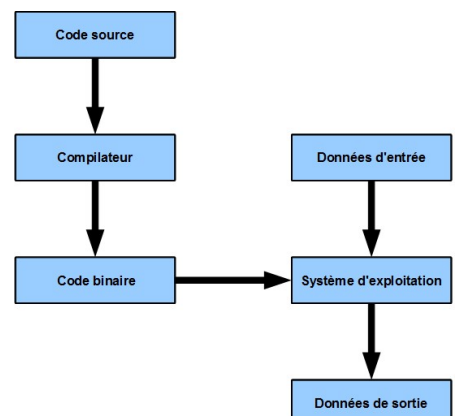 Code source
Compilateur
Données d'entrée
Code binaire
Système d'exploitation
Données de sortie